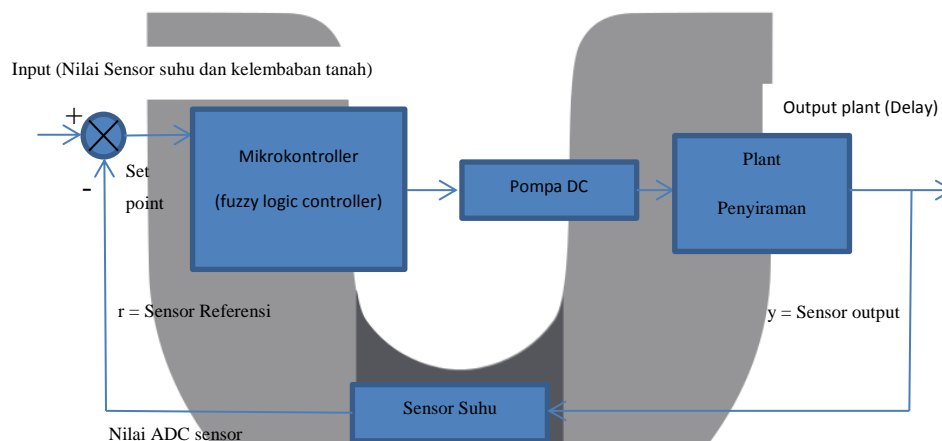 Input (Nilai Sensor suhu dan kelembaban tanah)
+
Output plant (Delay)
Mikrokontroller
(fuzzy logic controller)
Pompa DC
Plant
Penyiraman
-
Set
point
r = Sensor Referensi
y = Sensor output
Sensor Suhu
Nilai ADC sensor